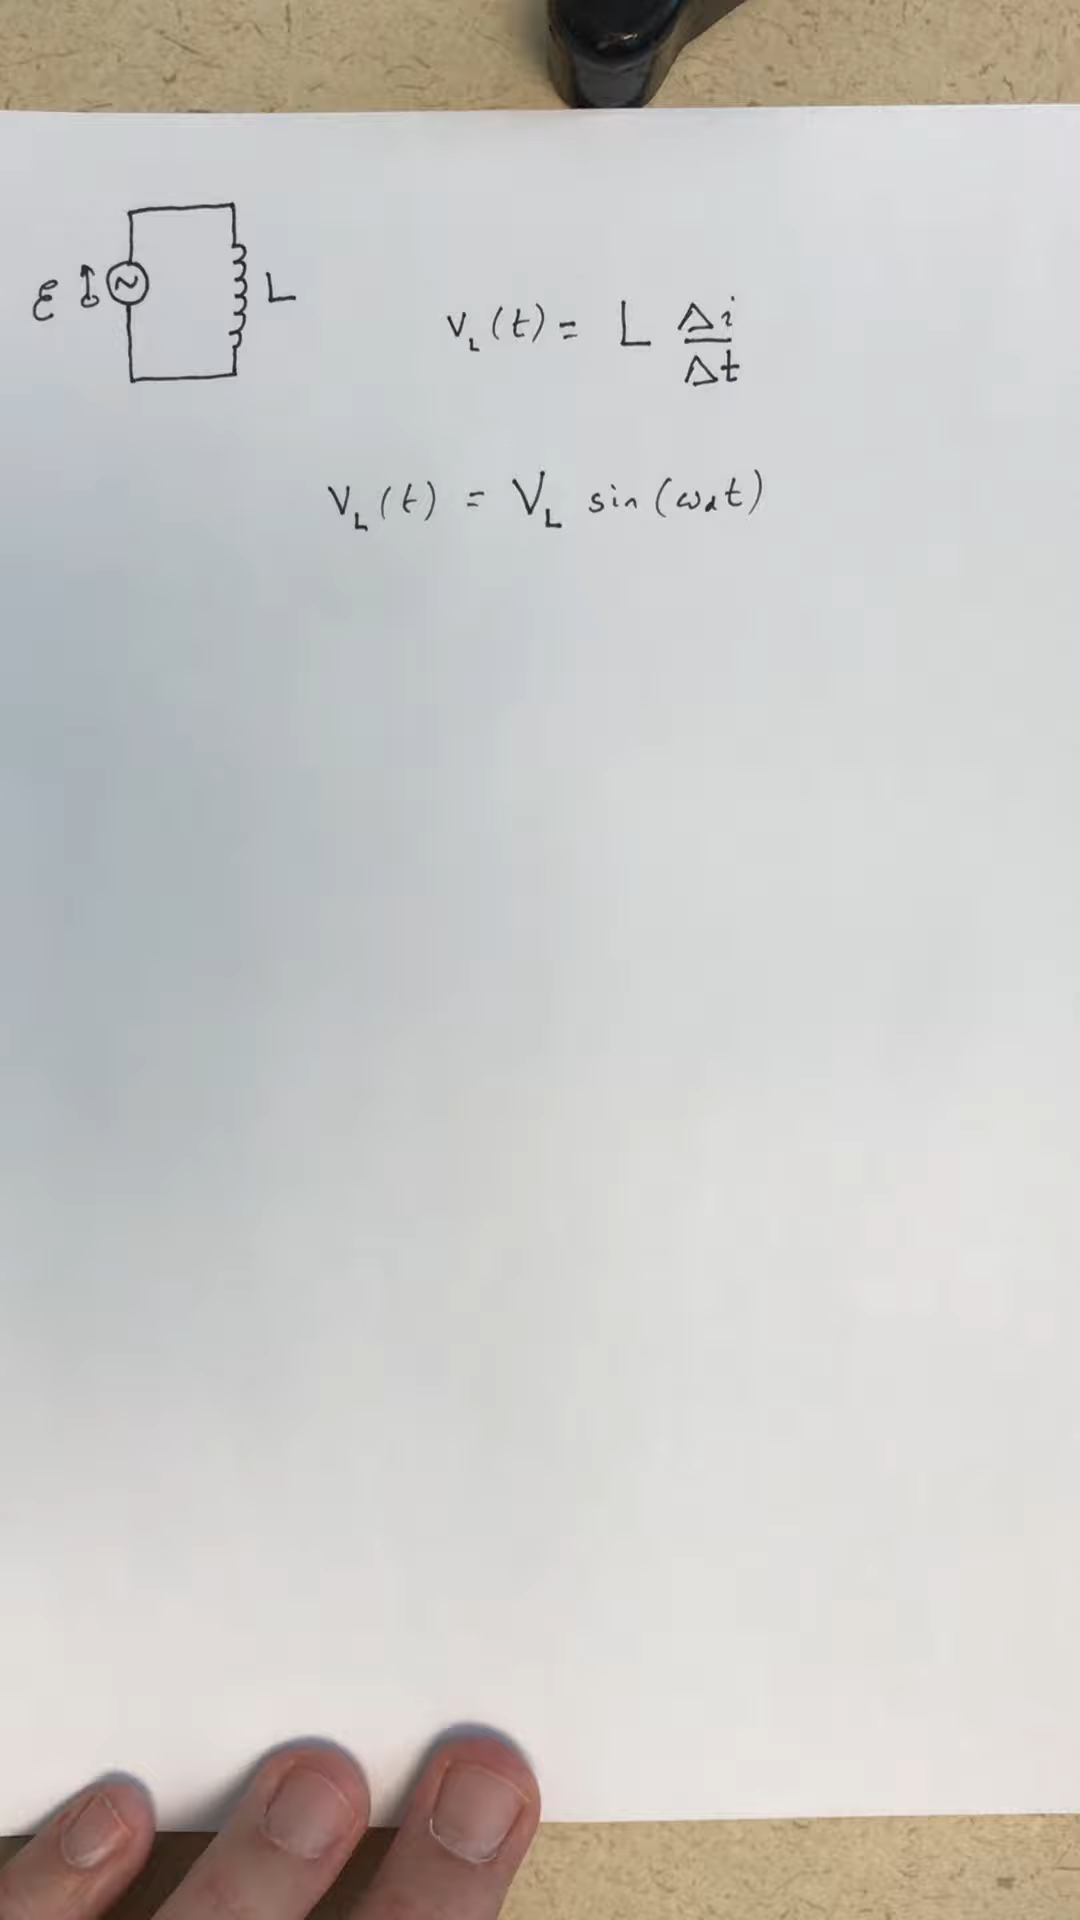 ε ~ L
v_L(t) = L Δi/Δt
v_L(t) = V_L sin(ω_d t)